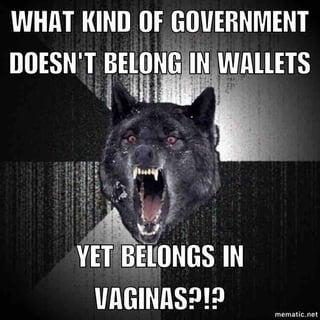 WHAT KIND OF GOVERNMENT
DOESN'T BELONG IN WALLETS
YET BELONGS IN
VAGINAS?!?
mematic.net